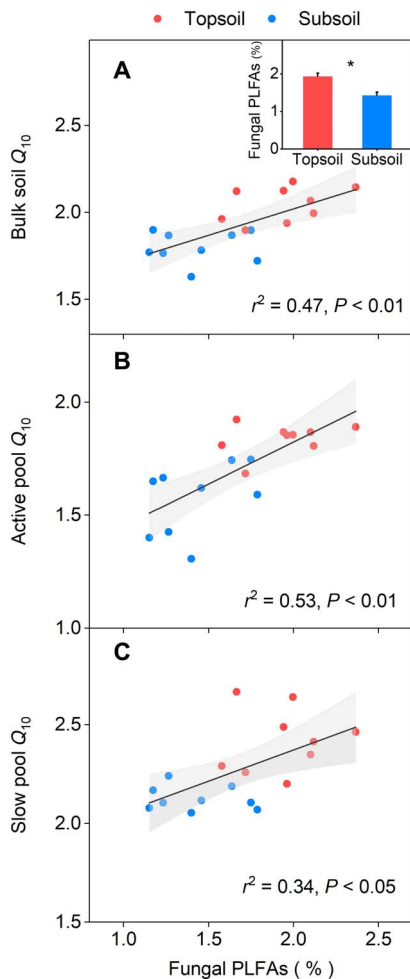 Topsoil Subsoil
A
Fungal PLFAs (%)
2
1
0
*
Topsoil Subsoil
Bulk soil Q10
2.5
2.0
1.5
r2 = 0.47, P < 0.01
B
Active pool Q10
2.0
1.5
1.0
r2 = 0.53, P < 0.01
C
Slow pool Q10
2.5
2.0
1.5
r2 = 0.34, P < 0.05
1.0 1.5 2.0 2.5
Fungal PLFAs ( % )